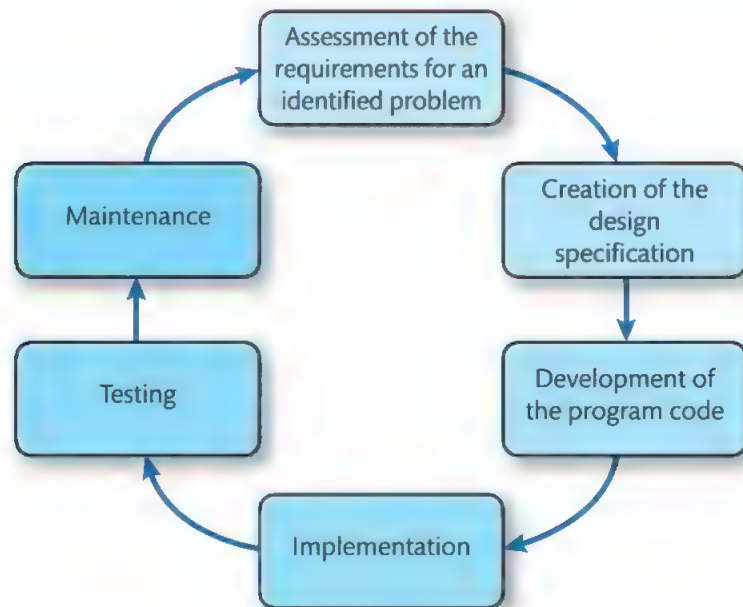 Assessment of the
requirements for an
identified problem
Creation of the
design
specification
Development of
the program code
Implementation
Testing
Maintenance